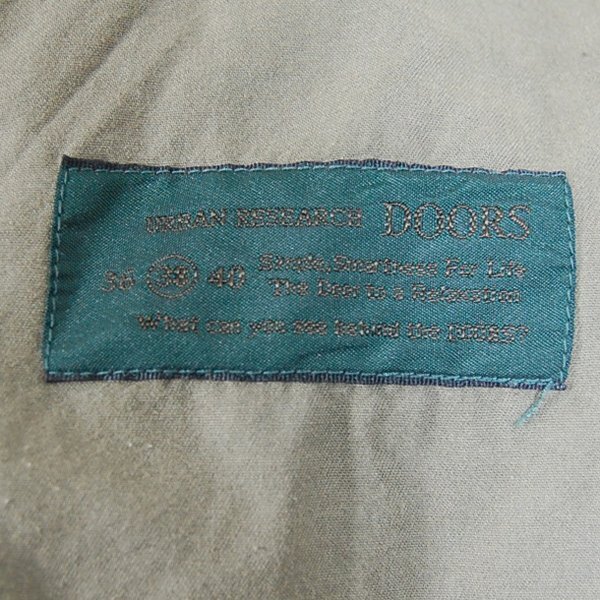 URBAN RESEARCH DOORS
36 38 40 Simple, Smartness For Life
The Door to a Relaxation
What can you see behind the DOORS?